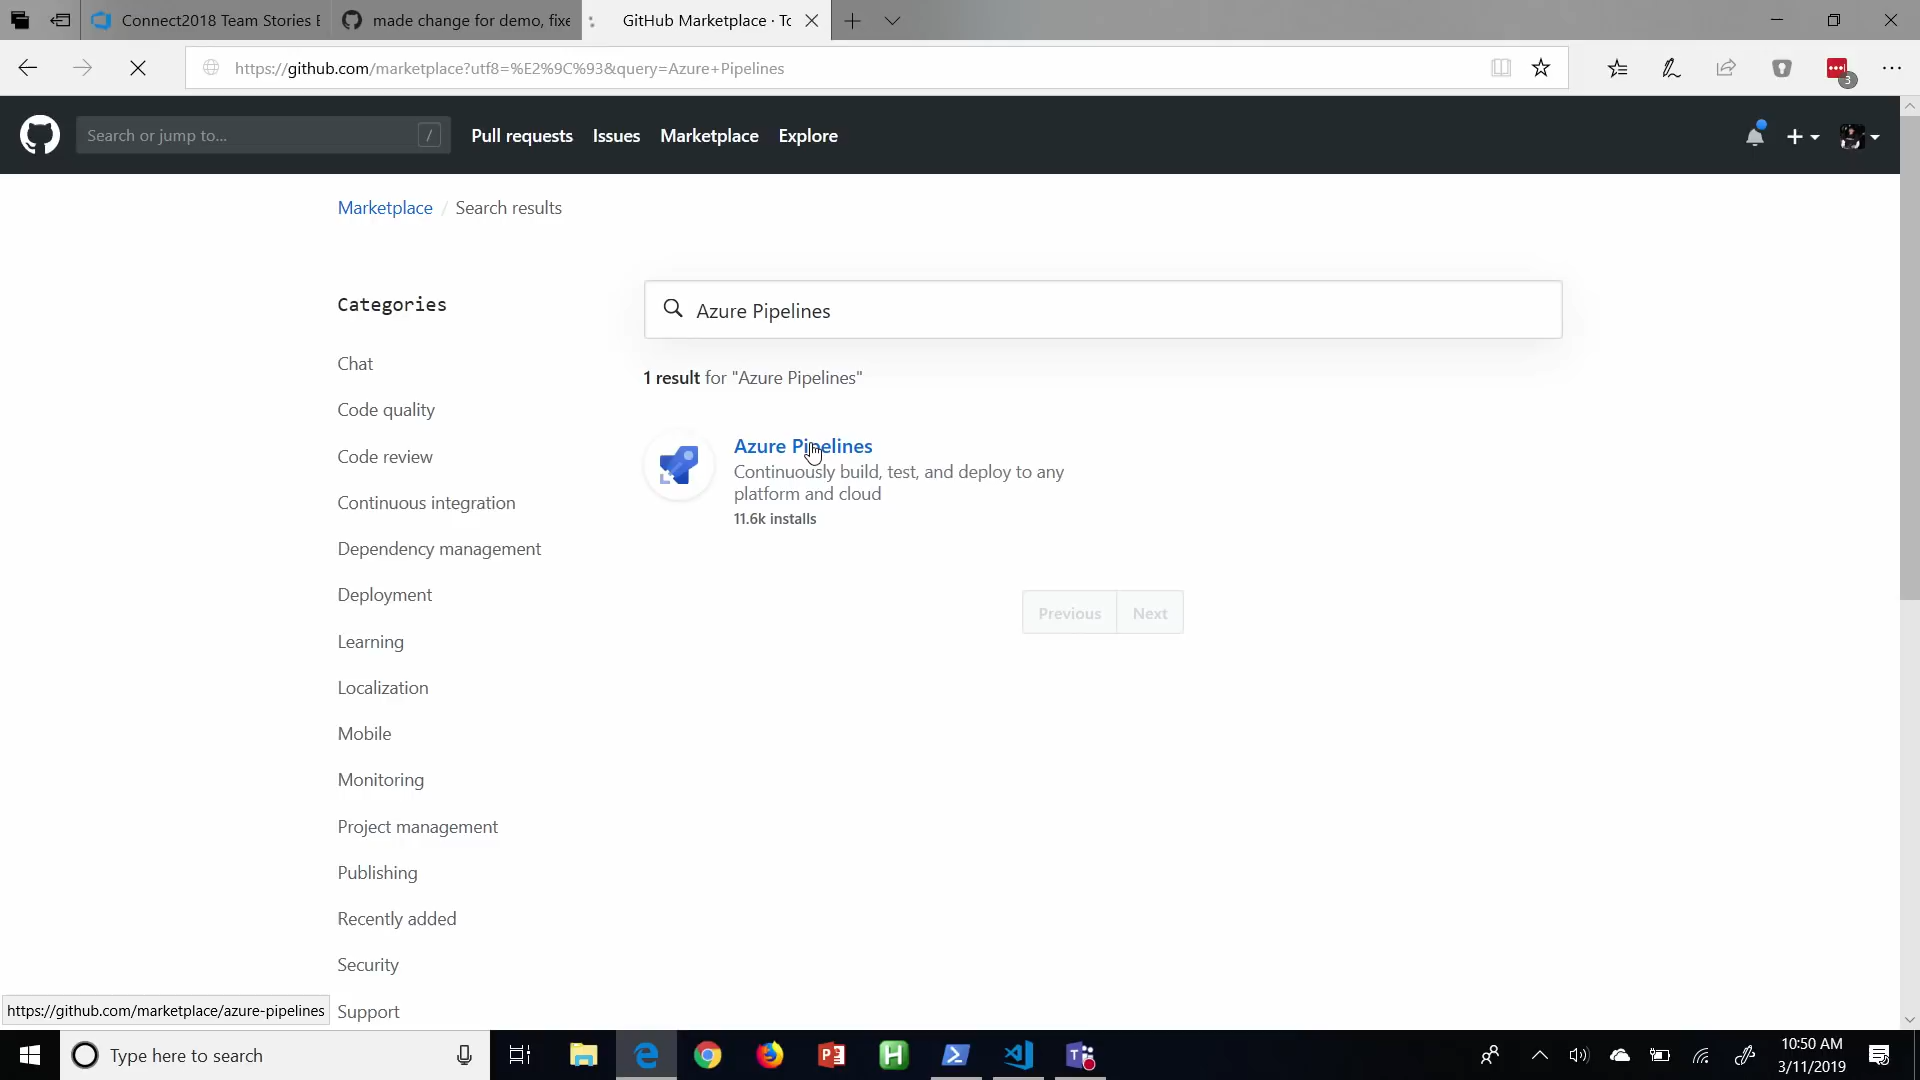 Connect2018 Team Stories E
made change for demo, fixe
GitHub Marketplace · To
https://github.com/marketplace?utf8=%E2%9C%93&query=Azure+Pipelines
3
Search or jump to...
/
Pull requests
Issues
Marketplace
Explore
Marketplace / Search results
Categories
Chat
Code quality
Code review
Continuous integration
Dependency management
Deployment
Learning
Localization
Mobile
Monitoring
Project management
Publishing
Recently added
Security
Support
Azure Pipelines
1 result for "Azure Pipelines"
Azure Pipelines
Continuously build, test, and deploy to any
platform and cloud
11.6k installs
Previous
Next
https://github.com/marketplace/azure-pipelines
Type here to search
10:50 AM
3/11/2019